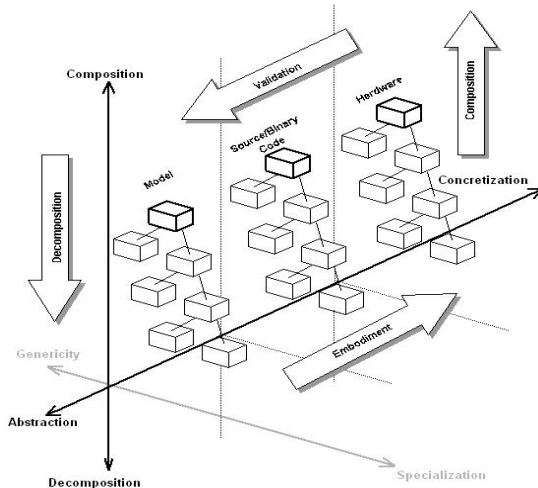 Composition
Validation
Hardware
Composition
Source/Binary
Code
Model
Concretization
Decomposition
Embodiment
Genericity
Abstraction
Specialization
Decomposition